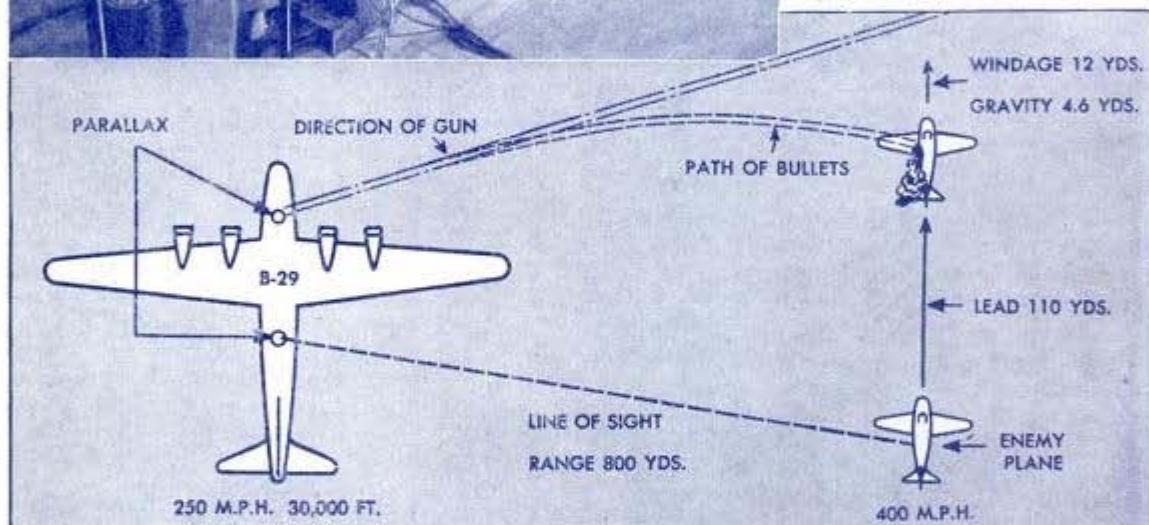 WINDAGE 12 YDS.
GRAVITY 4.6 YDS.
PARALLAX
DIRECTION OF GUN
PATH OF BULLETS
B-29
LEAD 110 YDS.
LINE OF SIGHT
RANGE 800 YDS.
ENEMY
PLANE
250 M.P.H. 30,000 FT.
400 M.P.H.